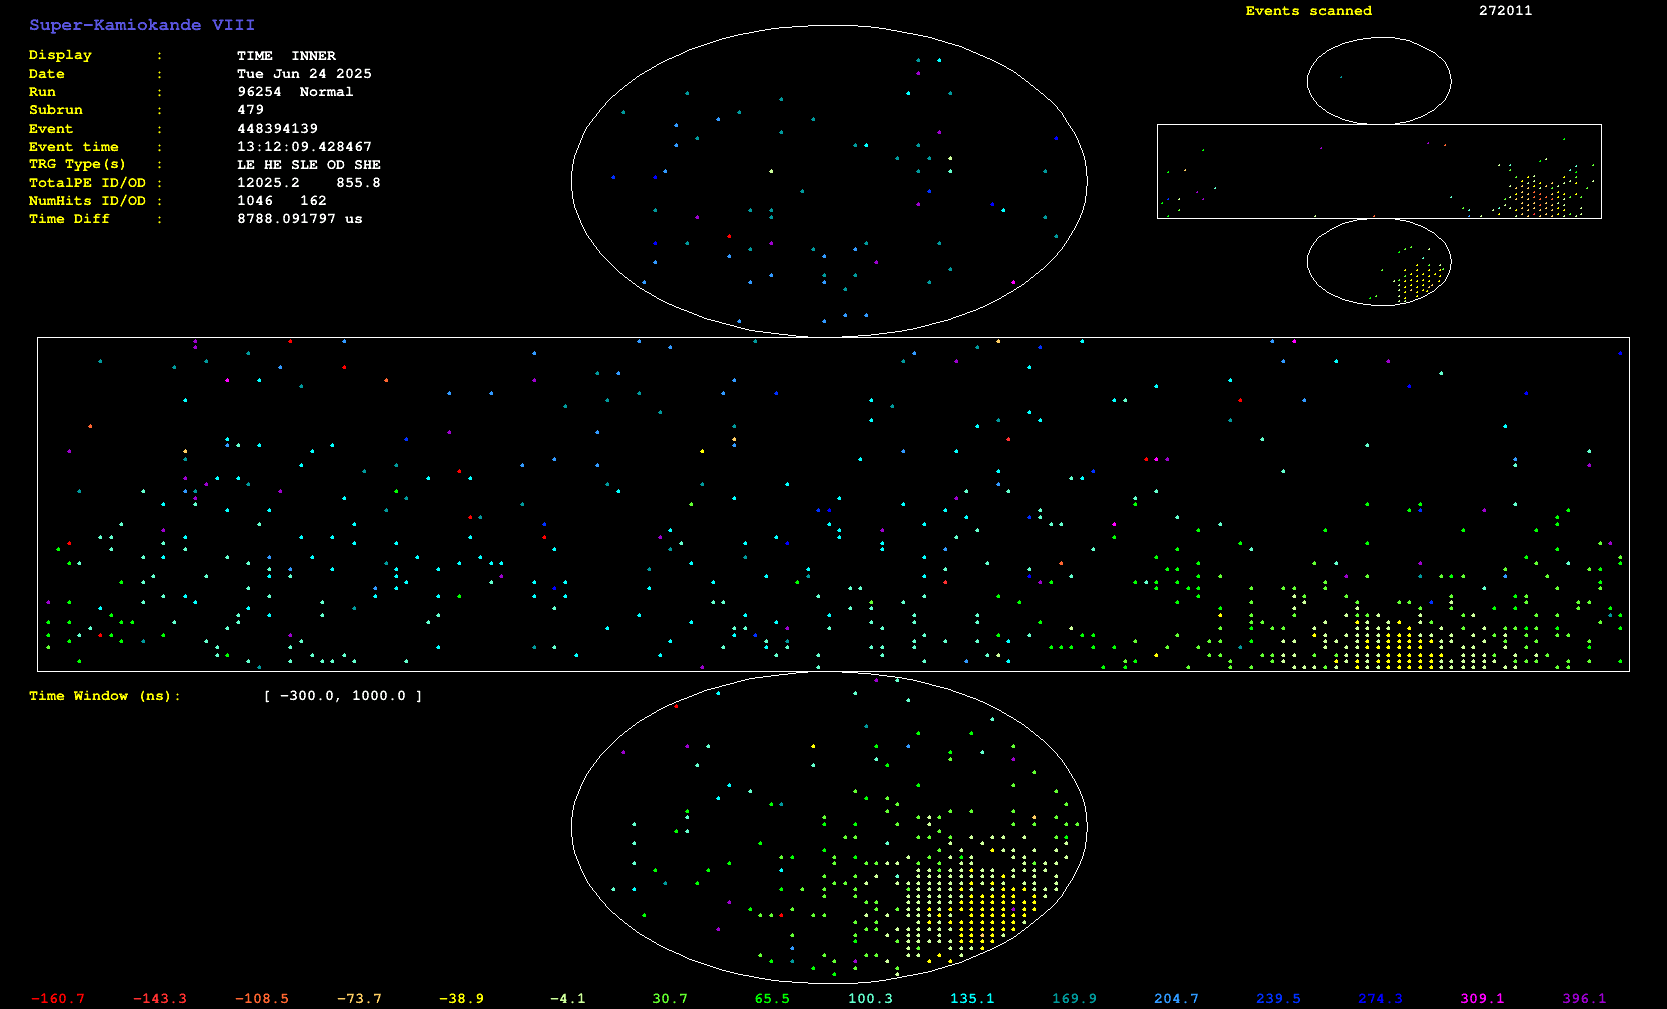 Super-Kamiokande VIII
Events scanned 272011
Display : TIME INNER
Date : Tue Jun 24 2025
Run : 96254 Normal
Subrun : 479
Event : 448394139
Event time : 13:12:09.428467
TRG Type(s) : LE HE SLE OD SHE
TotalPE ID/OD : 12025.2 855.8
NumHits ID/OD : 1046 162
Time Diff : 8788.091797 us
Time Window (ns): [ -300.0, 1000.0 ]
-160.7 -143.3 -108.5 -73.7 -38.9 -4.1 30.7 65.5 100.3 135.1 169.9 204.7 239.5 274.3 309.1 396.1